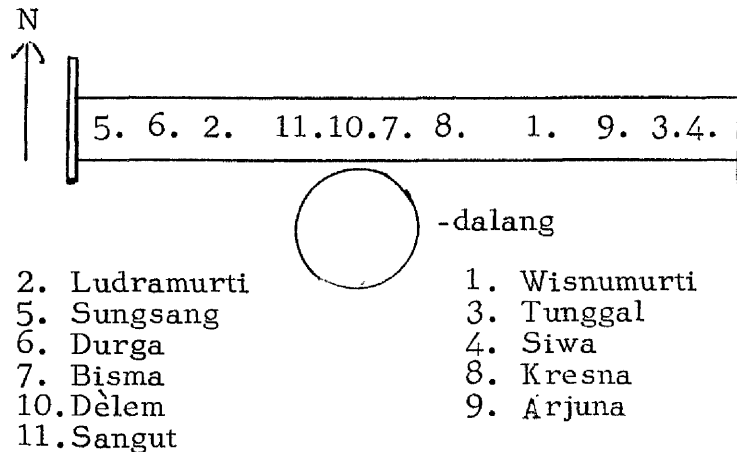 N
5. 6. 2. 11.10.7. 8. 1. 9. 3.4.
-dalang
2. Ludramurti
5. Sungsang
6. Durga
7. Bisma
10.Dèlem
11.Sangut
1. Wisnumurti
3. Tunggal
4. Siwa
8. Kresna
9. Arjuna